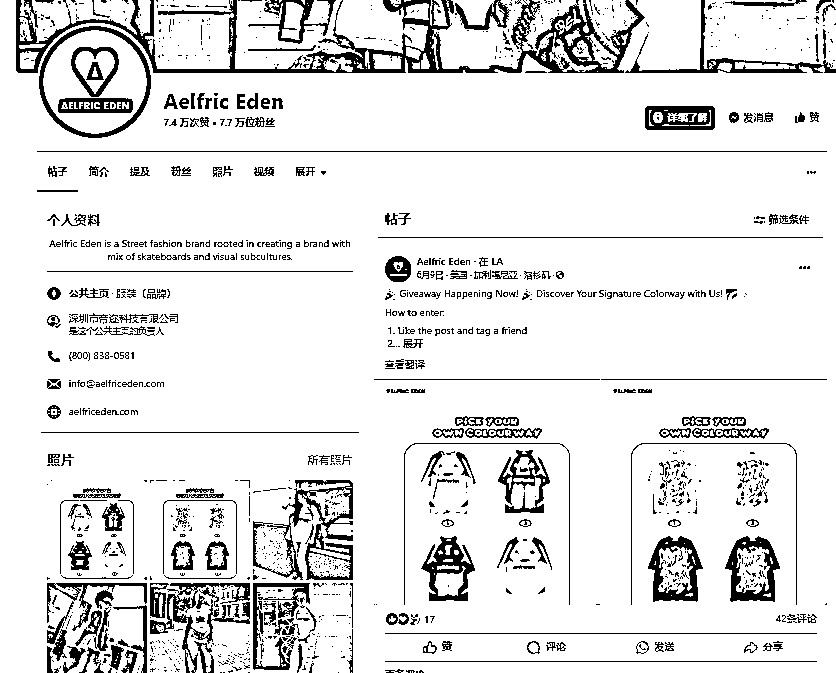 AELFRIC EDEN
Aelfric Eden
7.4 万次赞 • 7.7 万位粉丝
详细了解
发消息
赞
帖子
简介
提及
粉丝
照片
视频
展开
个人资料
Aelfric Eden is a Street fashion brand rooted in creating a brand with
mix of skateboards and visual subcultures.
公共主页 · 服装（品牌）
深圳市帝迩科技有限公司
是这个公共主页的负责人
(800) 838-0581
info@aelfriceden.com
aelfriceden.com
照片
所有照片
帖子
筛选条件
Aelfric Eden · 在 LA
6月9日 · 美国 · 加利福尼亚 · 洛杉矶 ·
Giveaway Happening Now! Discover Your Signature Colorway with Us!
How to enter:
1. Like the post and tag a friend
2... 展开
查看翻译
AELFRIC EDEN
AELFRIC EDEN
PICK YOUR
OWN COLOURWAY
PICK YOUR
OWN COLOURWAY
17
42条评论
赞
评论
发送
分享